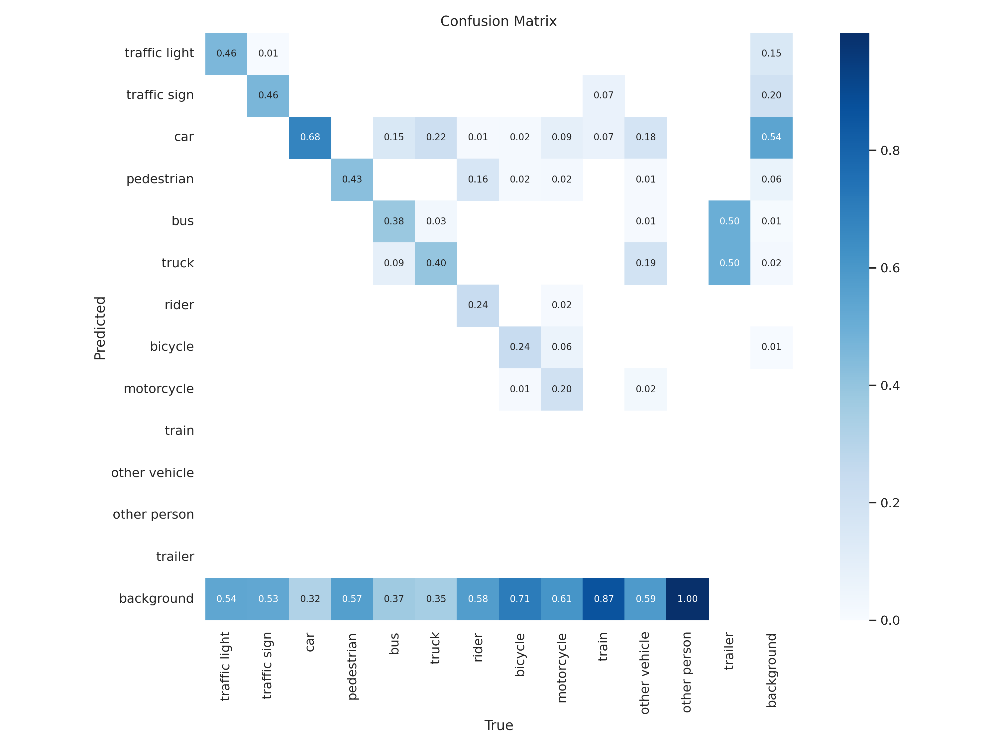 Confusion Matrix
traffic light 0.46 0.01 0.15
traffic sign 0.46 0.07 0.20
car 0.68 0.15 0.22 0.01 0.02 0.09 0.07 0.18 0.54
0.8
pedestrian 0.43 0.16 0.02 0.02 0.01 0.06
bus 0.38 0.03 0.01 0.50 0.01
truck 0.09 0.40 0.19 0.50 0.02
0.6
rider 0.24 0.02
Predicted
bicycle 0.24 0.06 0.01
motorcycle 0.01 0.20 0.02
0.4
train
other vehicle
0.2
other person
trailer
background 0.54 0.53 0.32 0.57 0.37 0.35 0.58 0.71 0.61 0.87 0.59 1.00
0.0
traffic light
traffic sign
car
pedestrian
bus
truck
rider
bicycle
motorcycle
train
other vehicle
other person
trailer
background
True